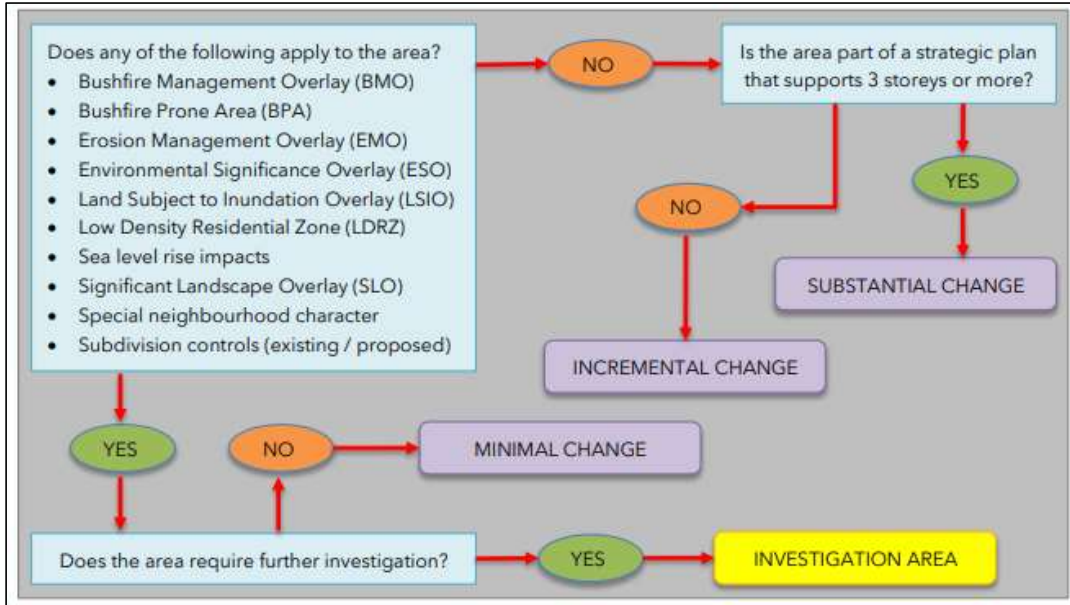 Does any of the following apply to the area?
• Bushfire Management Overlay (BMO)
• Bushfire Prone Area (BPA)
• Erosion Management Overlay (EMO)
• Environmental Significance Overlay (ESO)
• Land Subject to Inundation Overlay (LSIO)
• Low Density Residential Zone (LDRZ)
• Sea level rise impacts
• Significant Landscape Overlay (SLO)
• Special neighbourhood character
• Subdivision controls (existing / proposed)
NO
Is the area part of a strategic plan
that supports 3 storeys or more?
YES
NO
SUBSTANTIAL CHANGE
INCREMENTAL CHANGE
YES
NO
MINIMAL CHANGE
Does the area require further investigation?
YES
INVESTIGATION AREA